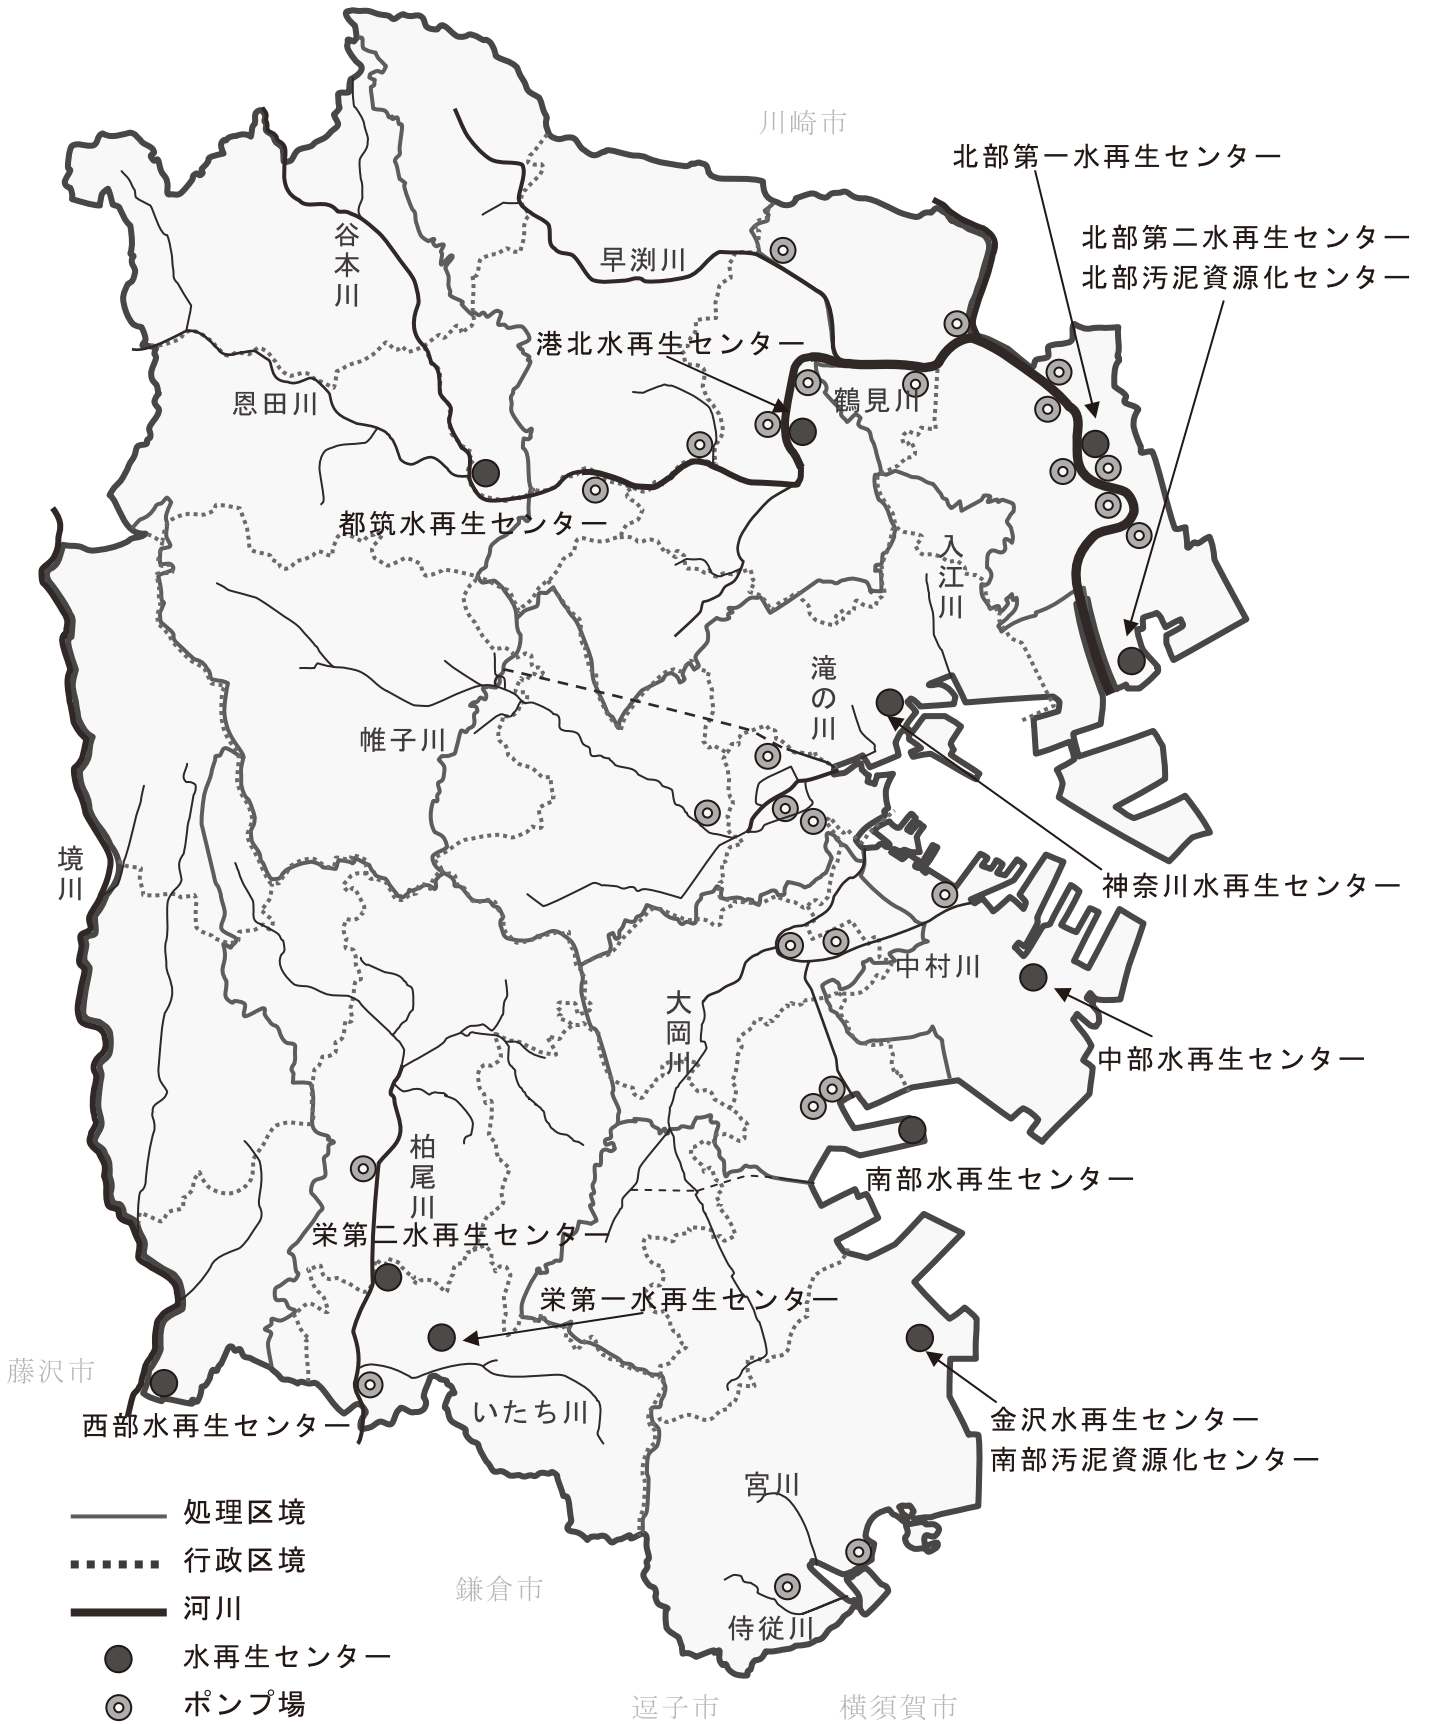 川崎市
北部第一水再生センター
北部第二水再生センター
北部汚泥資源化センター
谷本川
早渕川
港北水再生センター
恩田川
鶴見川
都筑水再生センター
入江川
滝の川
帷子川
境川
神奈川水再生センター
中村川
大岡川
中部水再生センター
柏尾川
南部水再生センター
栄第二水再生センター
栄第一水再生センター
藤沢市
西部水再生センター
いたち川
金沢水再生センター
南部汚泥資源化センター
宮川
処理区境
行政区境
河川
水再生センター
ポンプ場
鎌倉市
侍従川
逗子市
横須賀市